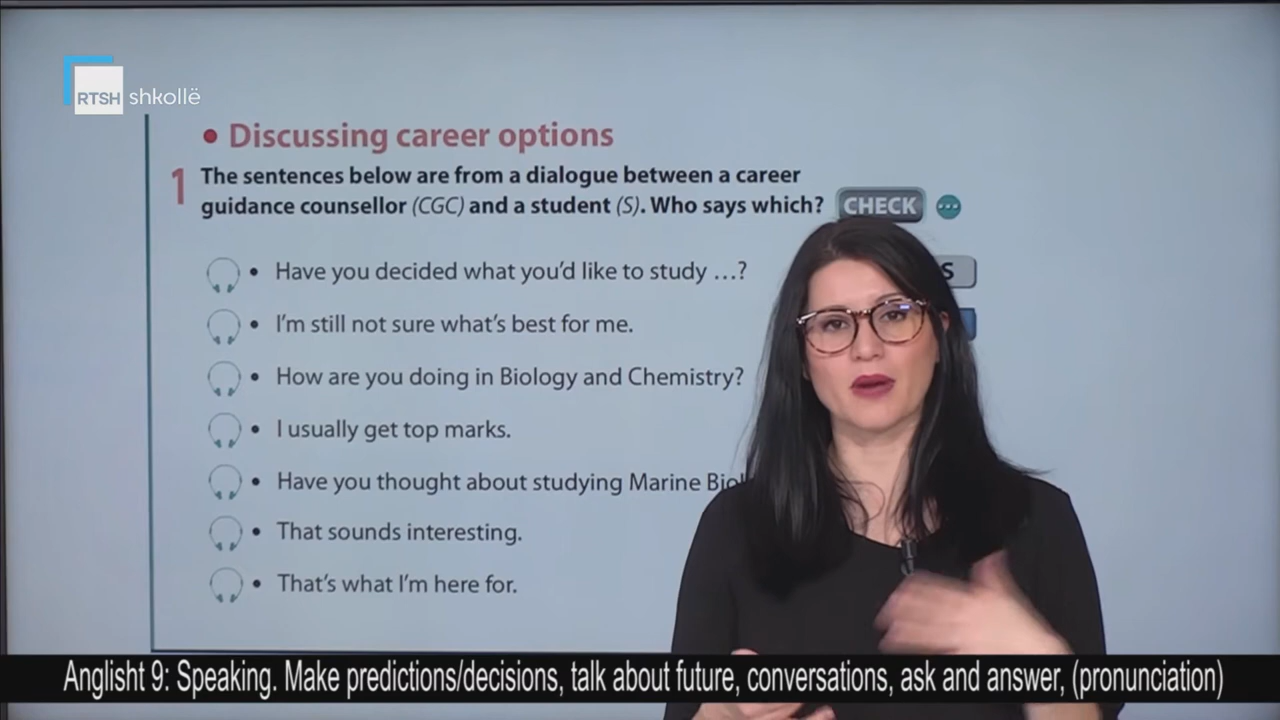 RTSH shkollë
• Discussing career options
1 The sentences below are from a dialogue between a career
guidance counsellor (CGC) and a student (S). Who says which? CHECK
• Have you decided what you'd like to study …? S
• I'm still not sure what's best for me.
• How are you doing in Biology and Chemistry?
• I usually get top marks.
• Have you thought about studying Marine
• That sounds interesting.
• That's what I'm here for.
Anglisht 9: Speaking. Make predictions/decisions, talk about future, conversations, ask and answer, (pronunciation)